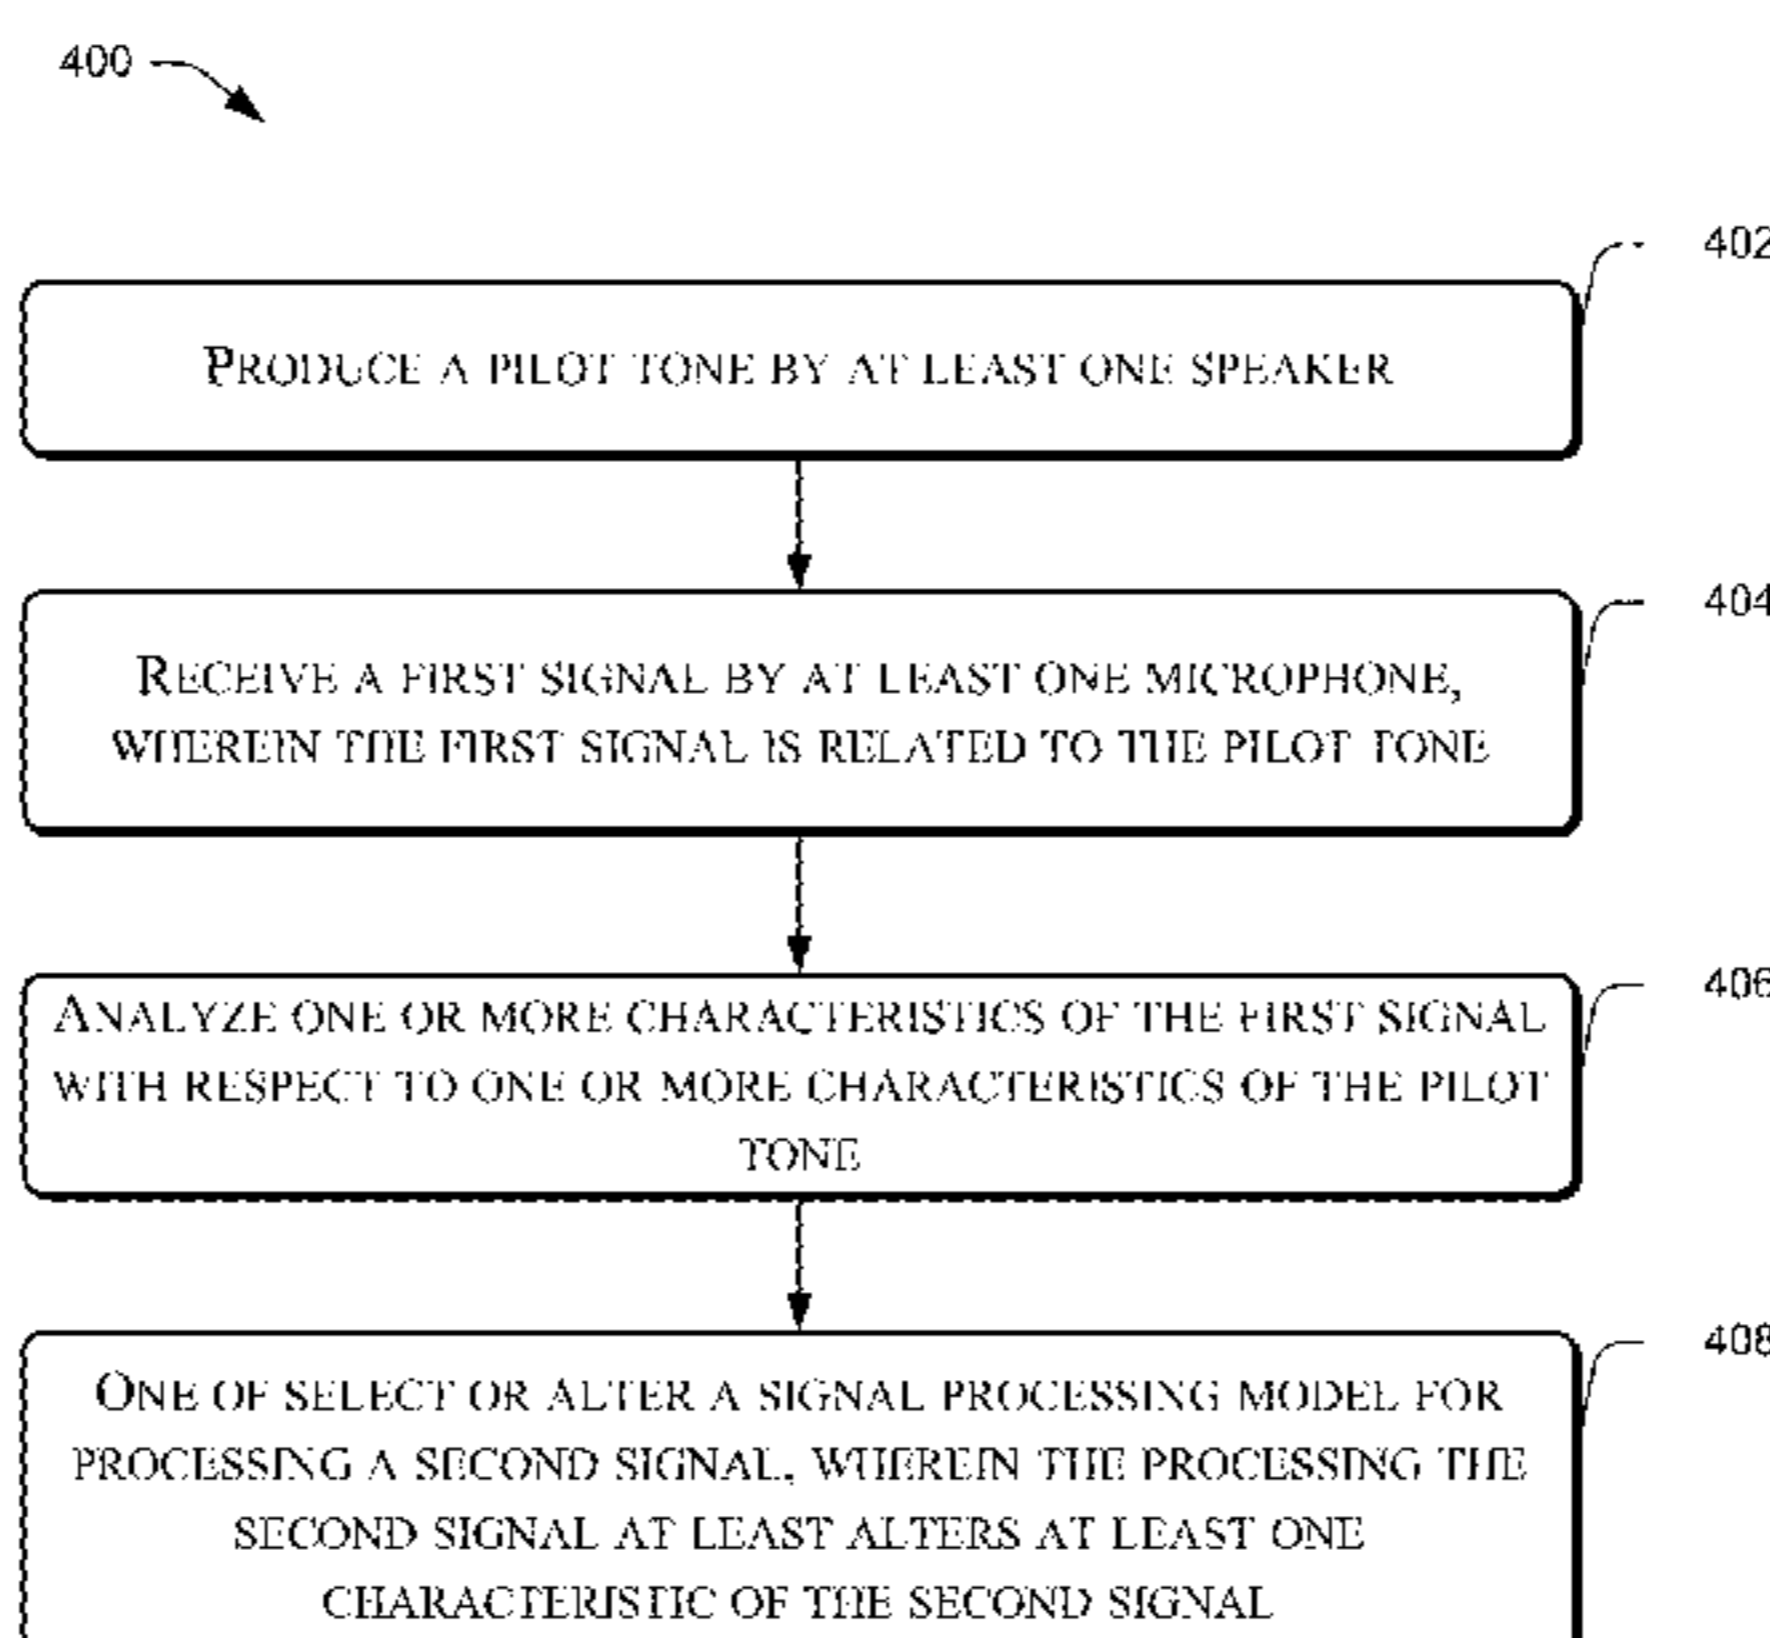 400
402
PRODUCE A PILOT TONE BY AT LEAST ONE SPEAKER
404
RECEIVE A FIRST SIGNAL BY AT LEAST ONE MICROPHONE,
WHEREIN THE FIRST SIGNAL IS RELATED TO THE PILOT TONE
406
ANALYZE ONE OR MORE CHARACTERISTICS OF THE FIRST SIGNAL
WITH RESPECT TO ONE OR MORE CHARACTERISTICS OF THE PILOT
TONE
408
ONE OF SELECT OR ALTER A SIGNAL PROCESSING MODEL FOR
PROCESSING A SECOND SIGNAL, WHEREIN THE PROCESSING THE
SECOND SIGNAL AT LEAST ALTERS AT LEAST ONE
CHARACTERISTIC OF THE SECOND SIGNAL